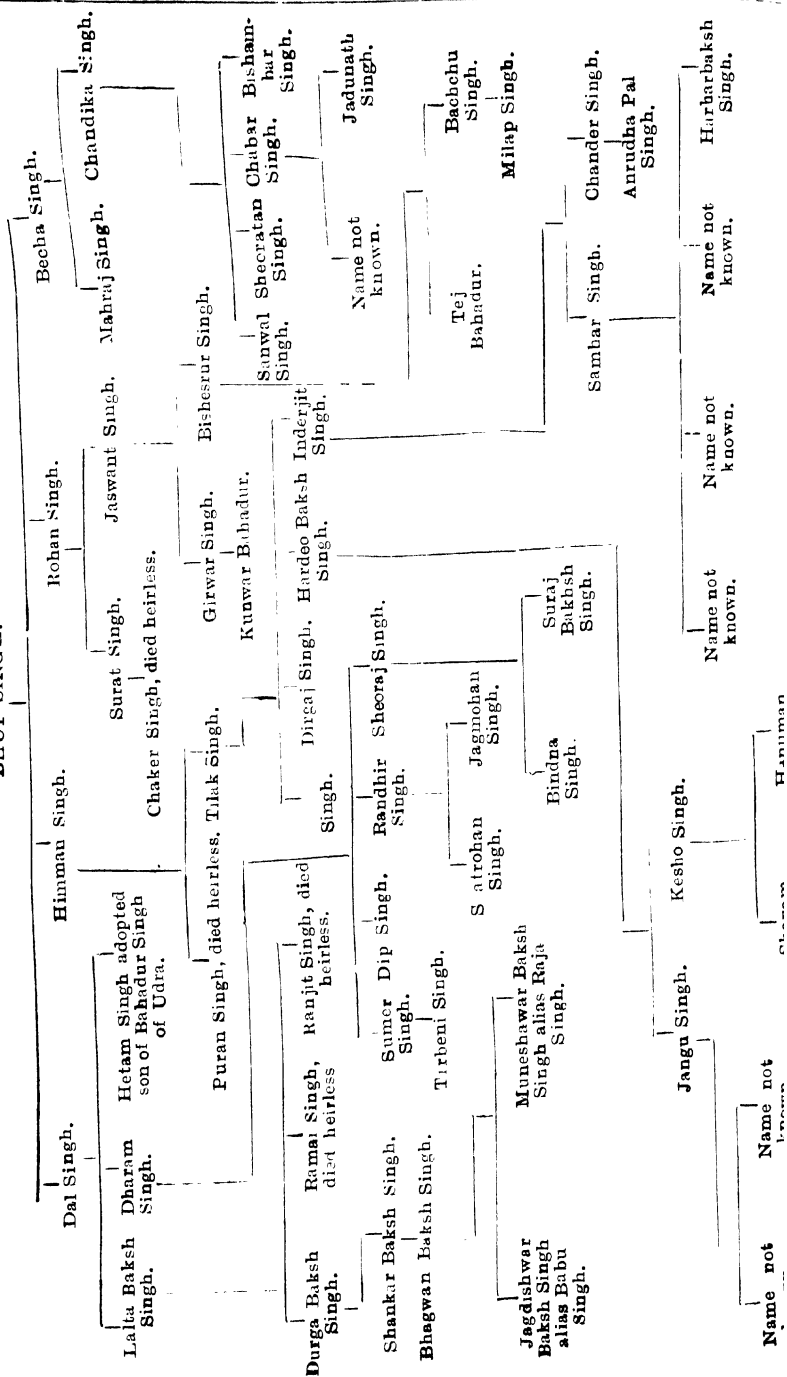 Dal Singh.
Himman Singh.
Rohan Singh.
Becha Singh.
Lalta Baksh
Singh.
Dharam
Singh.
Hetam Singh adopted
son of Bahadur Singh
of Udra.
Surat Singh.
Jaswant Singh.
Mahraj Singh.
Chandika Singh.
Chaker Singh, died heirless.
Puran Singh, died heirless.
Tilak Singh.
Girwar Singh.
Bishesrur Singh.
Kunwar Bahadur.
Sanwal
Singh.
Shecratan
Singh.
Chabar
Singh.
Bisham-
bar
Singh.
Durga Baksh
Singh.
Ramai Singh,
died heirless
Ranjit Singh, died
heirless.
Singh.
Dirgaj Singh.
Hardeo Baksh
Singh.
Inderjit
Singh.
Name not
known.
Jadunath
Singh.
Shankar Baksh Singh.
Bhagwan Baksh Singh.
Sumer
Singh.
Dip Singh.
Randhir
Singh.
Sheoraj Singh.
Tirbeni Singh.
Tej
Bahadur.
Bachchu
Singh.
Milap Singh.
Satrohan
Singh.
Jagmohan
Singh.
Jagdishwar
Baksh Singh
alias Babu
Singh.
Muneshawar Baksh
Singh alias Raja
Singh.
Bindna
Singh.
Suraj
Bakhsh
Singh.
Sambar Singh.
Chander Singh.
Anrudha Pal
Singh.
Jangu Singh.
Kesho Singh.
Name not
known.
Name not
known.
Name not
known.
Harbarbaksh
Singh.
Name not
Name not
known
Hanuman